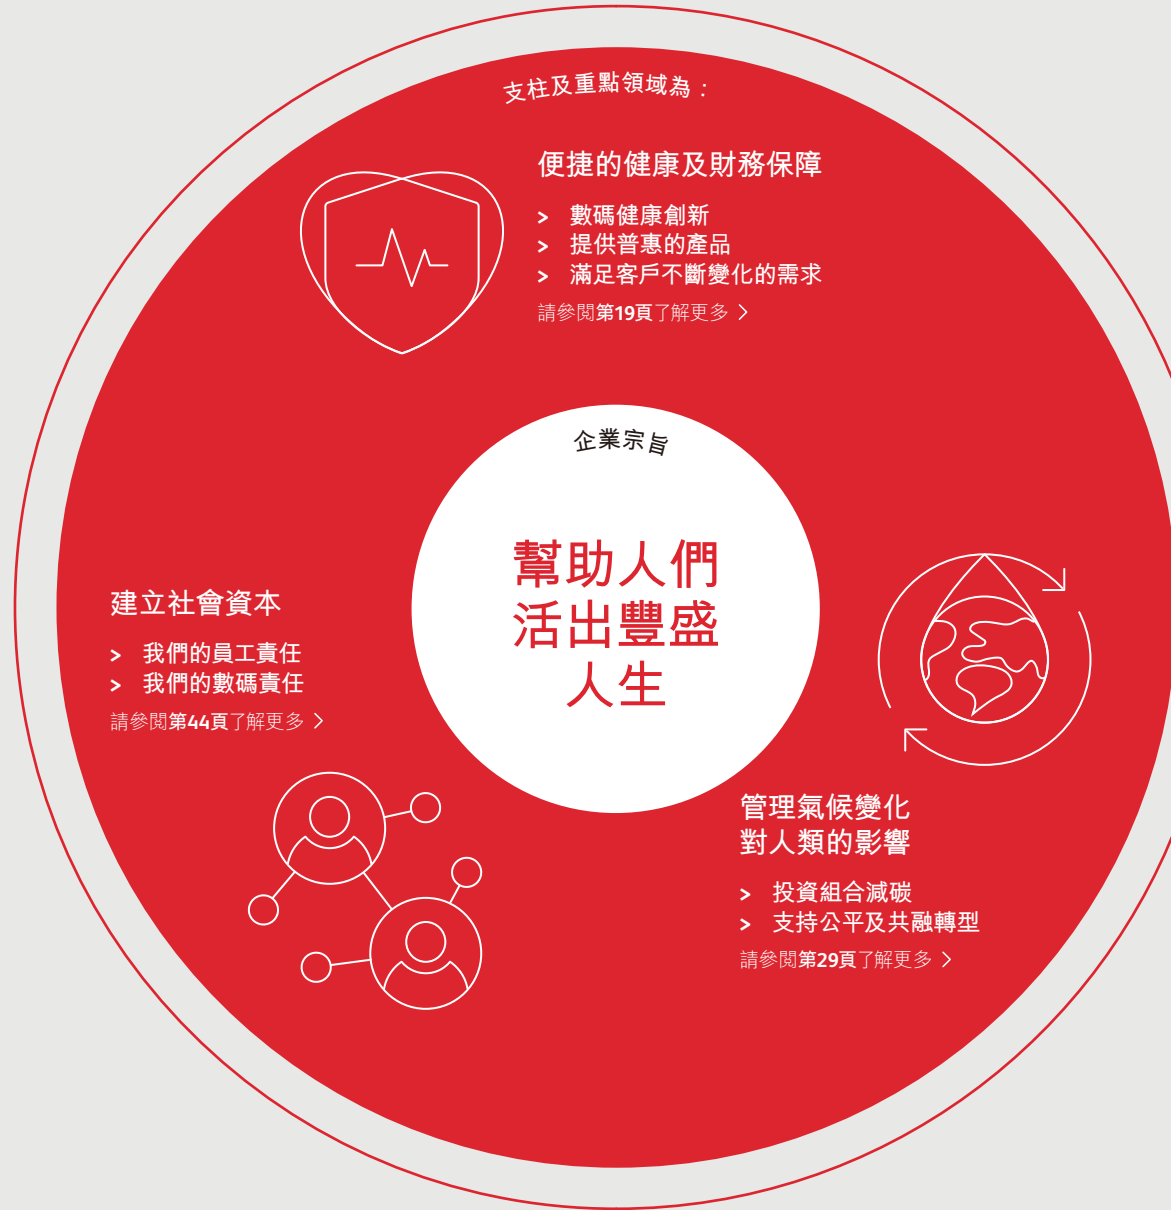 支柱及重點領域為：
便捷的健康及財務保障
> 數碼健康創新
> 提供普惠的產品
> 滿足客戶不斷變化的需求
請參閱第19頁了解更多 >
企業宗旨
幫助人們
活出豐盛
人生
建立社會資本
> 我們的員工責任
> 我們的數碼責任
請參閱第44頁了解更多 >
管理氣候變化
對人類的影響
> 投資組合減碳
> 支持公平及共融轉型
請參閱第29頁了解更多 >